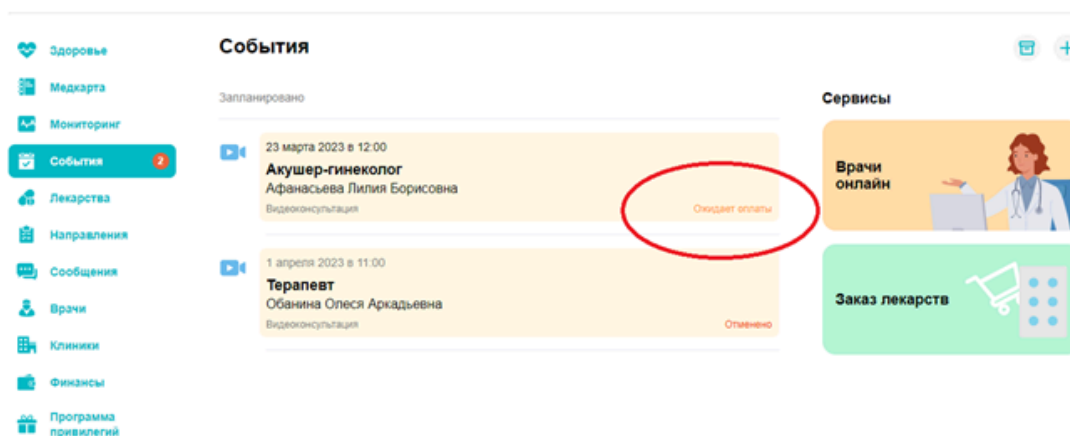 Здоровье
Медкарта
Мониторинг
События 2
Лекарства
Направления
Сообщения
Врачи
Клиники
Финансы
Программа
привилегий
События
Запланировано
23 марта 2023 в 12:00
Акушер-гинеколог
Афанасьева Лилия Борисовна
Видеоконсультация
Ожидает оплаты
1 апреля 2023 в 11:00
Терапевт
Обанина Олеся Аркадьевна
Видеоконсультация
Отменено
Сервисы
Врачи
онлайн
Заказ лекарств